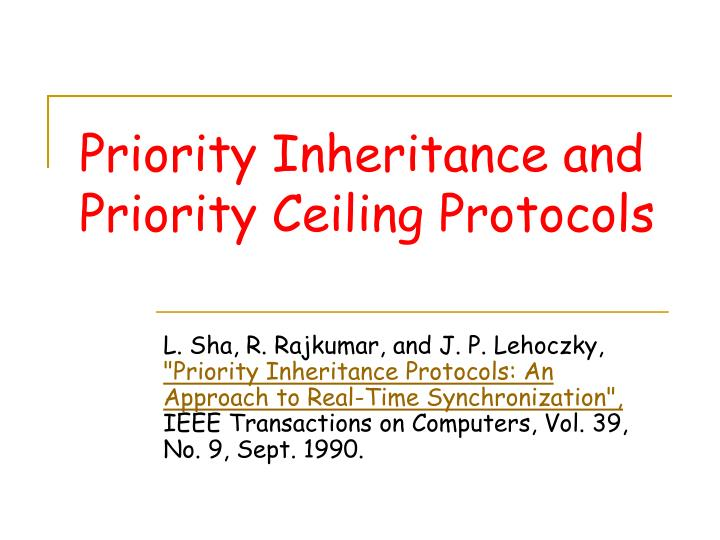 Priority Inheritance and
Priority Ceiling Protocols
L. Sha, R. Rajkumar, and J. P. Lehoczky,
"Priority Inheritance Protocols: An
Approach to Real-Time Synchronization",
IEEE Transactions on Computers, Vol. 39,
No. 9, Sept. 1990.